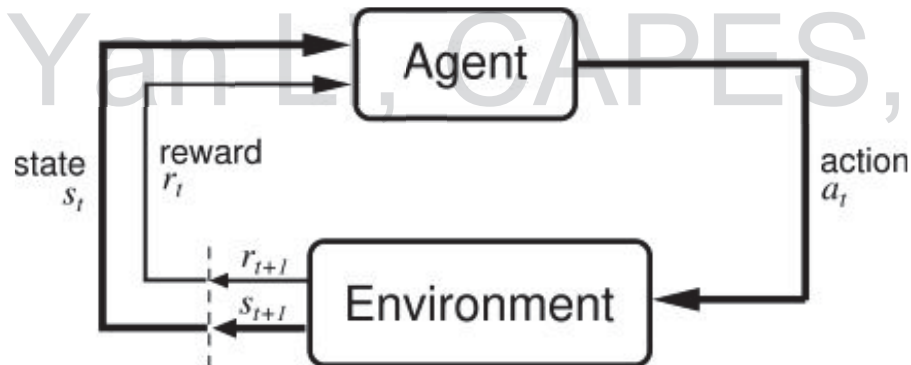 Yan Li, CAPES,
Agent
state
s_t
reward
r_t
action
a_t
r_{t+1}
s_{t+1}
Environment